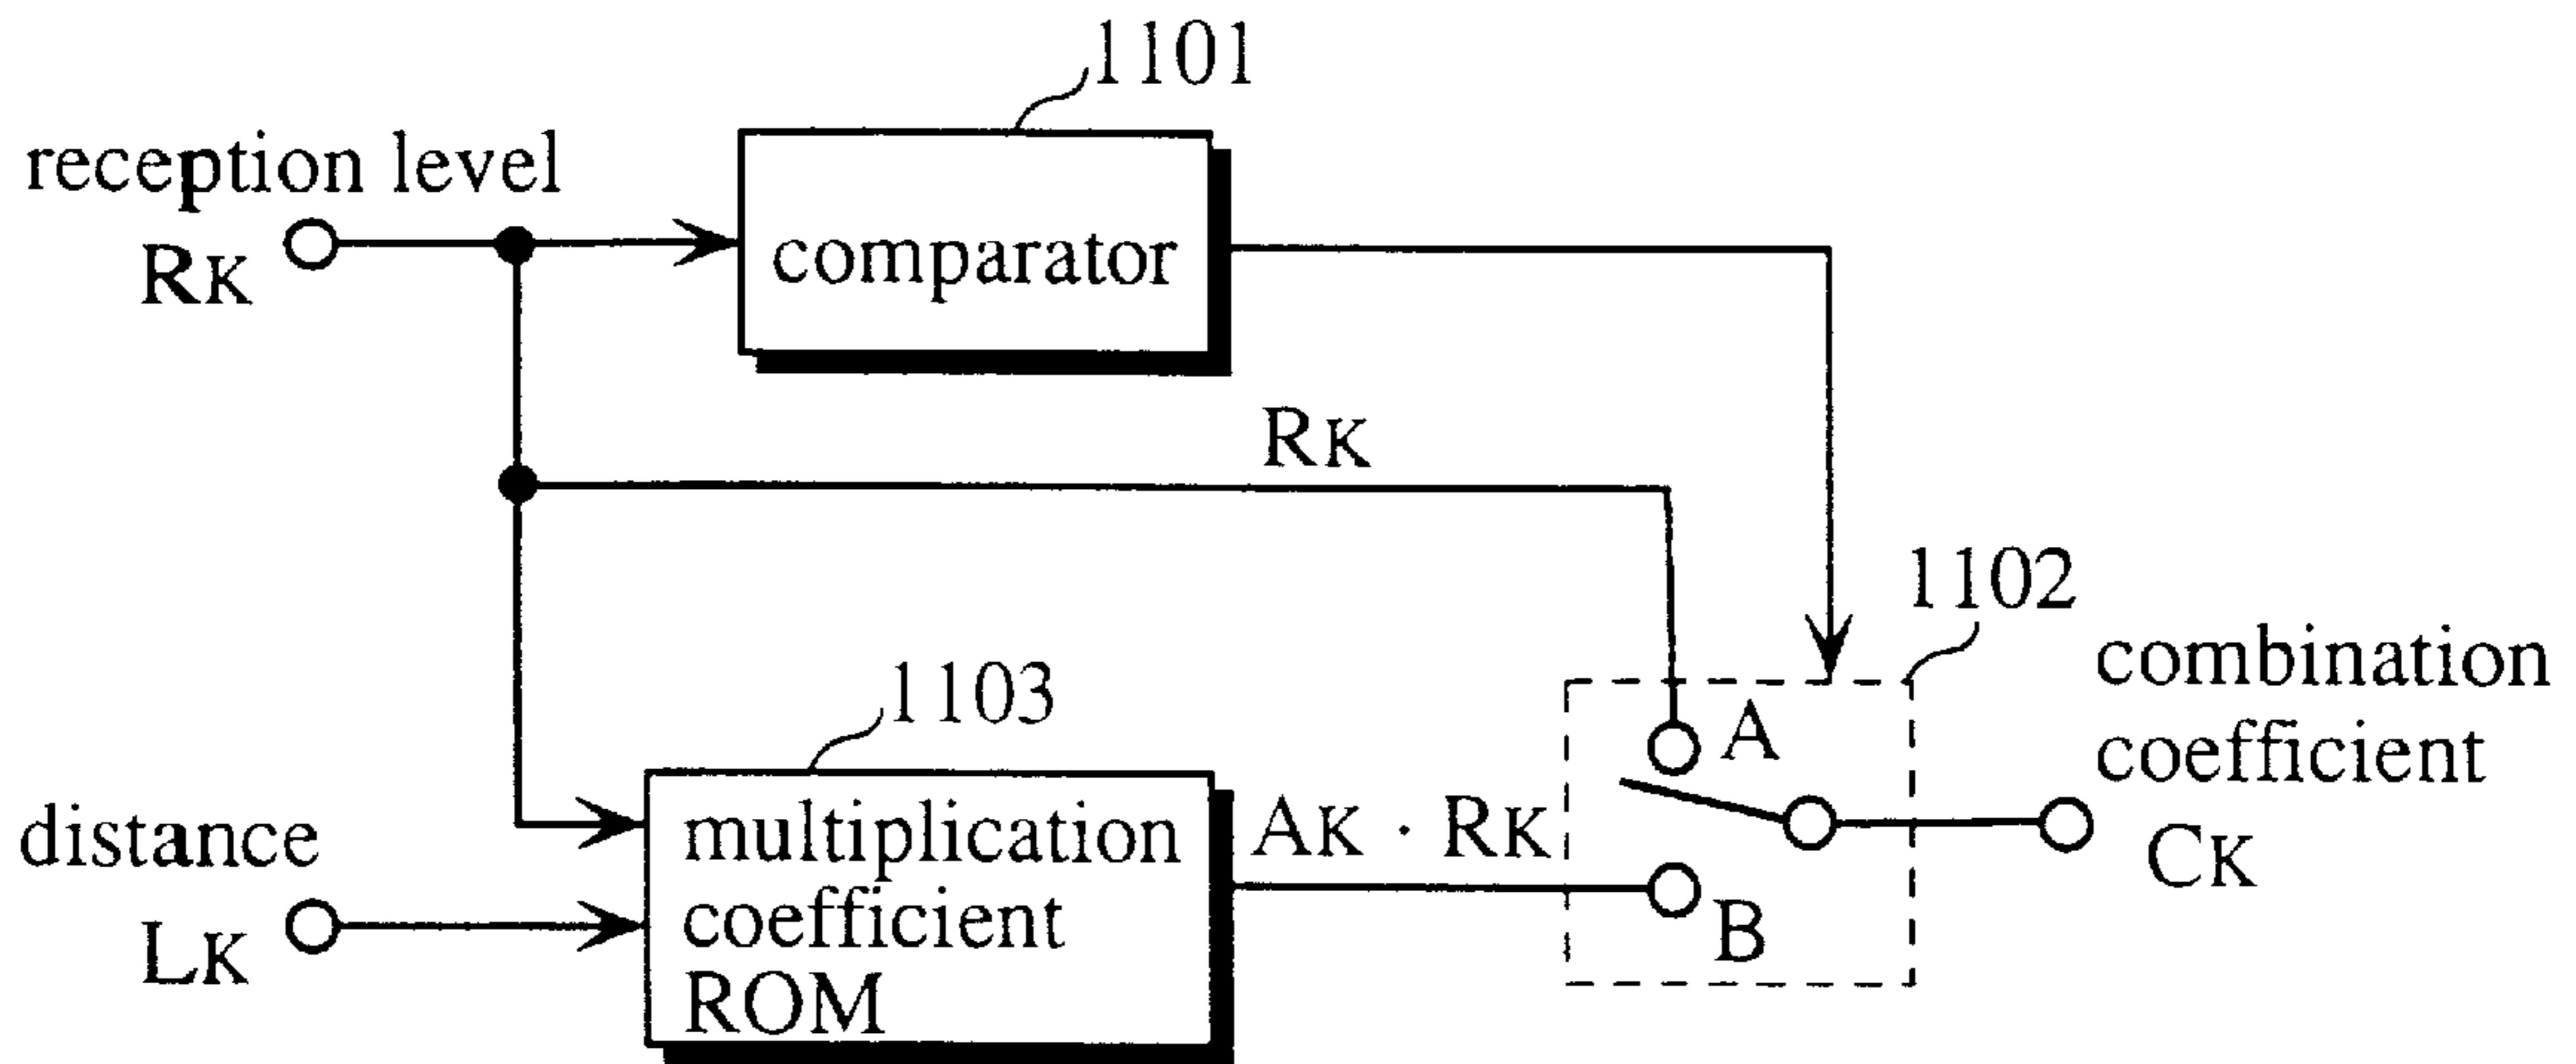 1101
reception level
RK
comparator
RK
1102
combination
coefficient
CK
1103
A
distance
LK
multiplication
coefficient
ROM
AK · RK
B